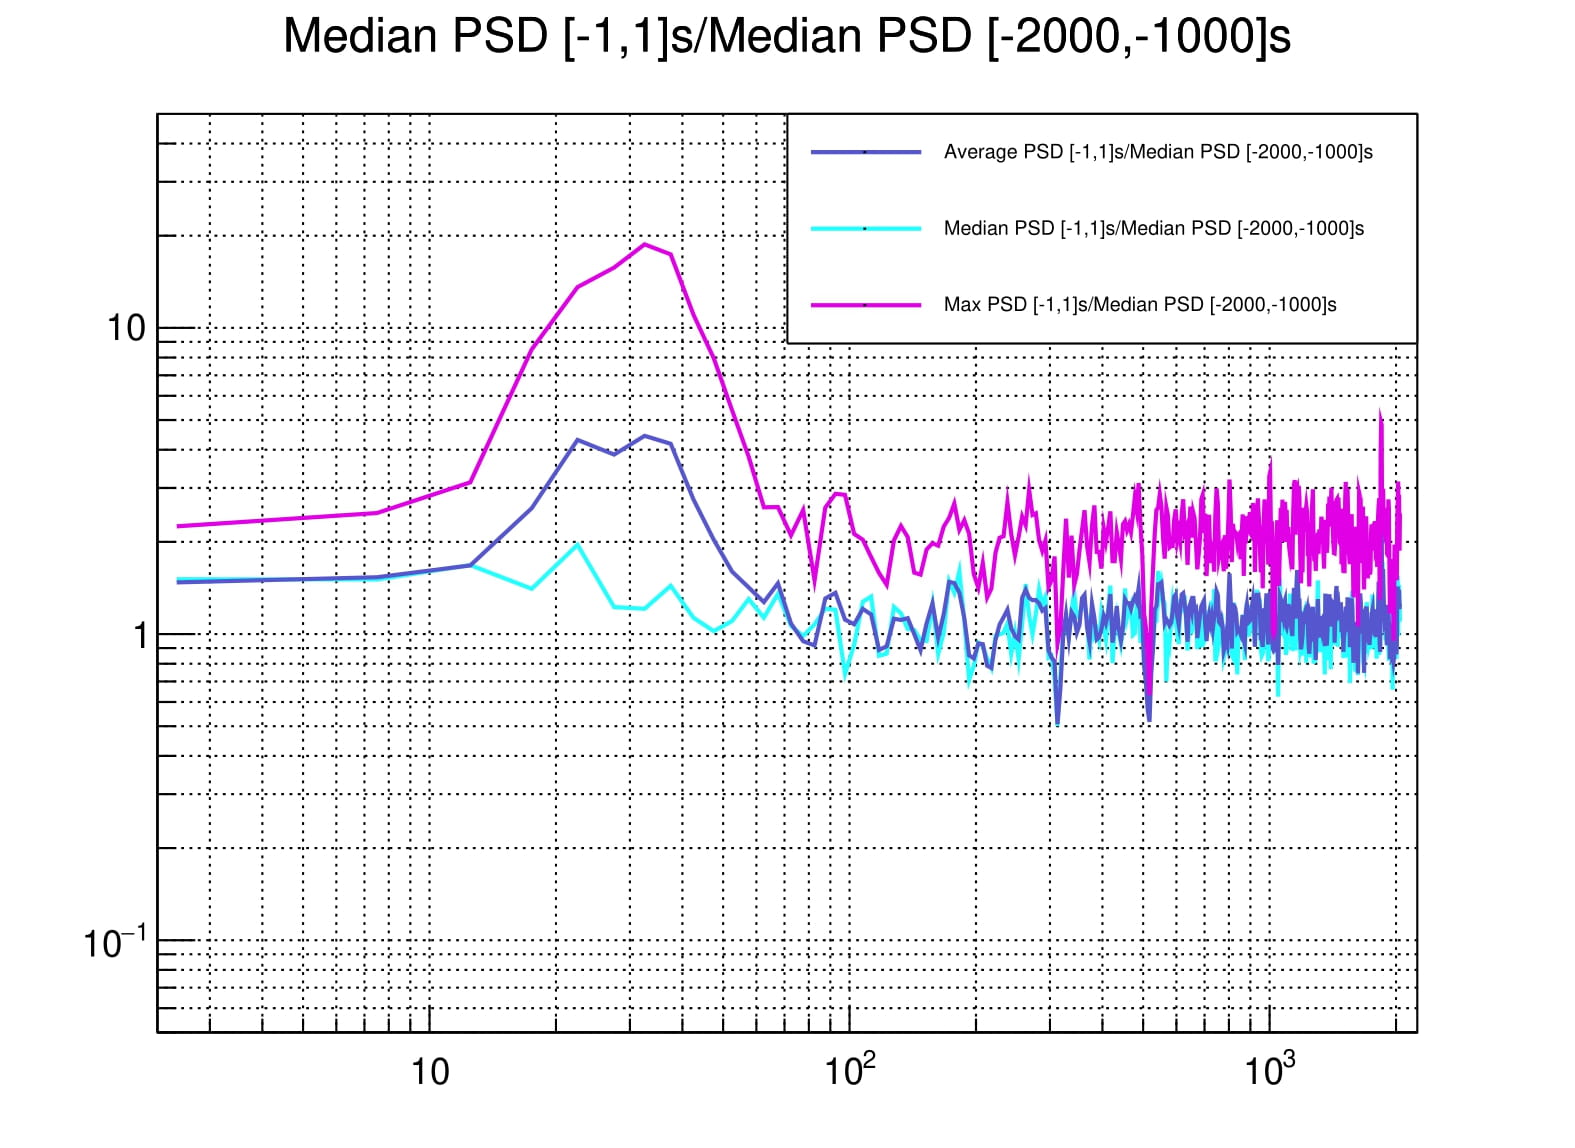 Median PSD [-1,1]s/Median PSD [-2000,-1000]s
Average PSD [-1,1]s/Median PSD [-2000,-1000]s
Median PSD [-1,1]s/Median PSD [-2000,-1000]s
Max PSD [-1,1]s/Median PSD [-2000,-1000]s
10
1
10⁻¹
10
10²
10³